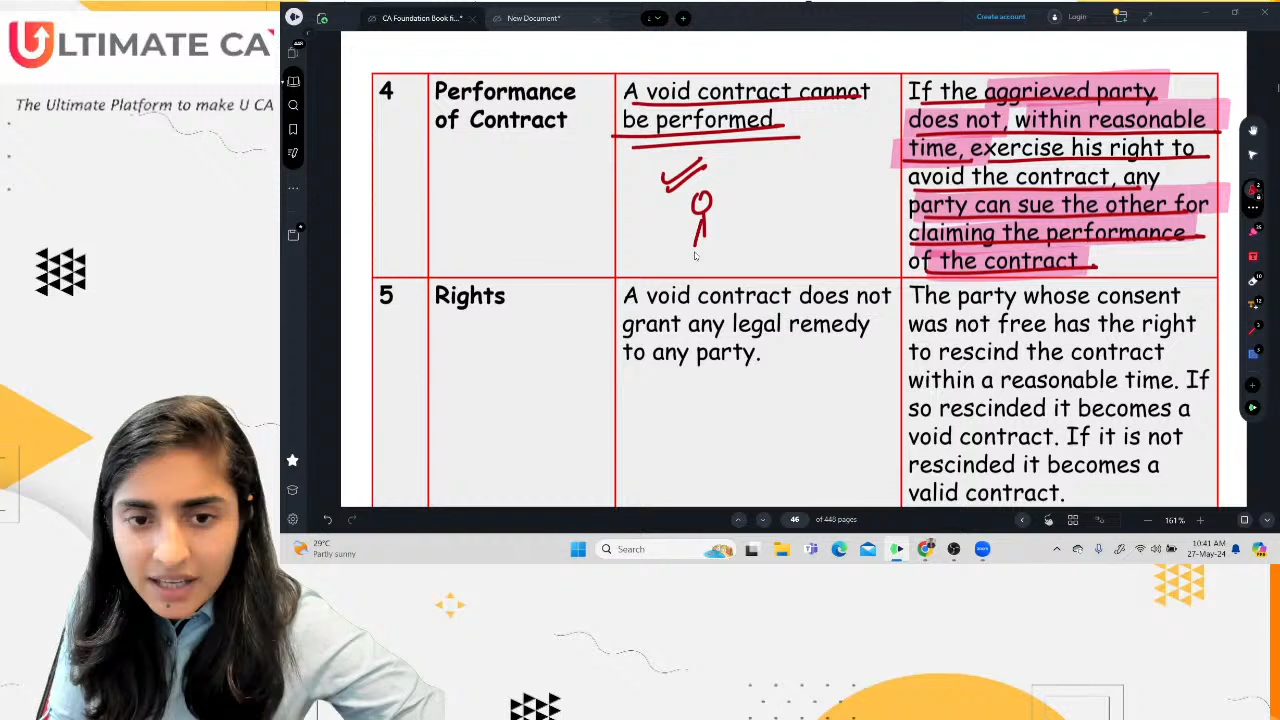 ULTIMATE CA
The Ultimate Platform to make U CA
CA Foundation Book fi...*
New Document*
2
Create account
Login
448
4
Performance
of Contract
A void contract cannot
be performed.
If the aggrieved party
does not, within reasonable
time, exercise his right to
avoid the contract, any
party can sue the other for
claiming the performance
of the contract.
5
Rights
A void contract does not
grant any legal remedy
to any party.
The party whose consent
was not free has the right
to rescind the contract
within a reasonable time. If
so rescinded it becomes a
void contract. If it is not
rescinded it becomes a
valid contract.
46
of 448 pages
161%
29°C
Partly sunny
Search
10:41 AM
27-May-24